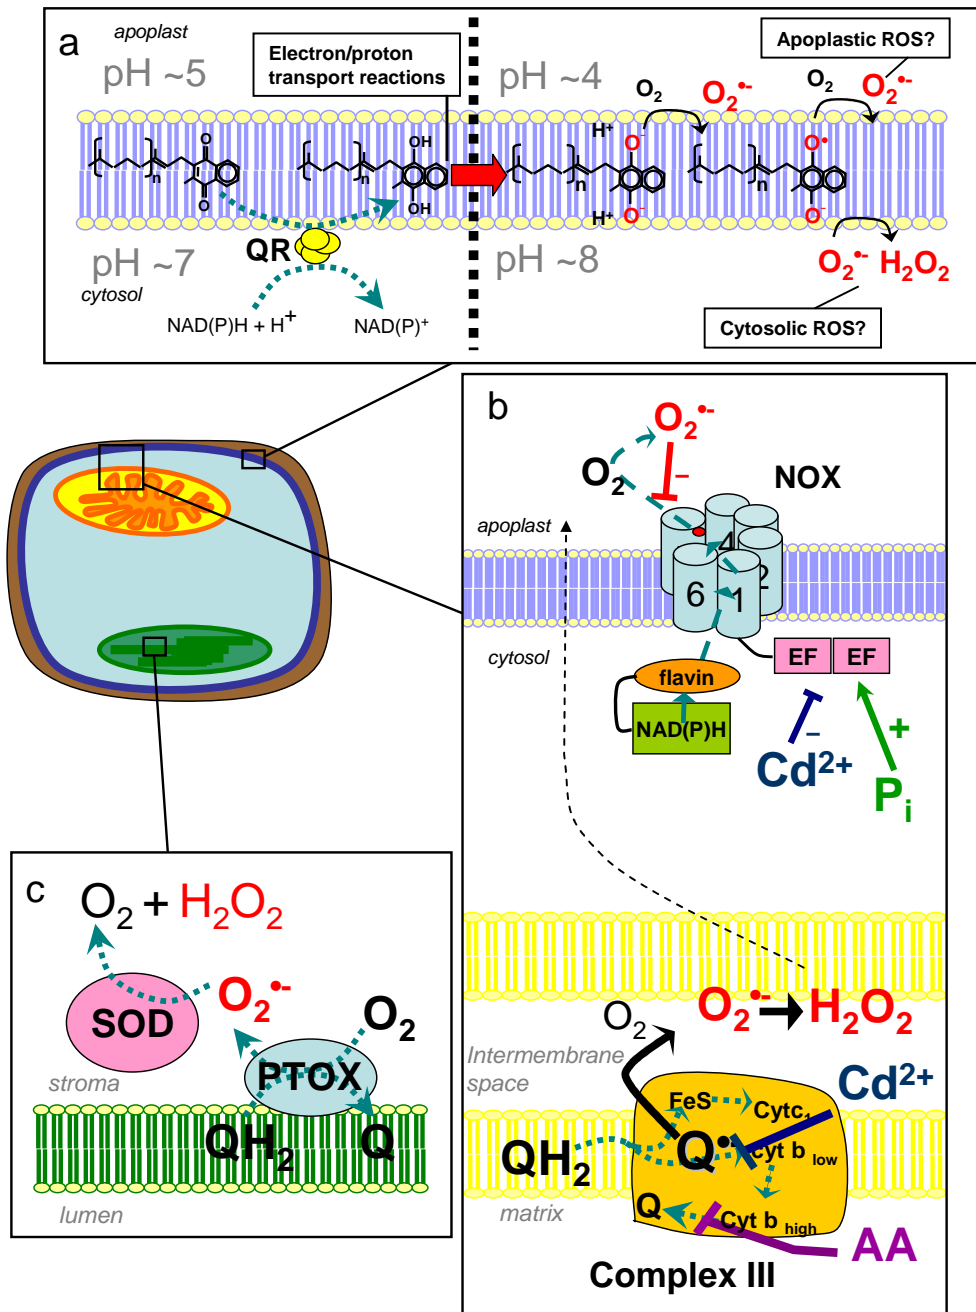 a
apoplast
pH ~5
Electron/proton
transport reactions
pH ~4
Apoplastic ROS?
O₂
O₂•-
O₂
O₂•-
n
O
O
n
OH
OH
H⁺
H⁺
n
O⁻
O⁻
n
O•
O⁻
pH ~7
cytosol
QR
NAD(P)H + H⁺
NAD(P)⁺
pH ~8
O₂•-
H₂O₂
Cytosolic ROS?
b
O₂•-
–
O₂
NOX
apoplast
4
2
6
1
cytosol
flavin
NAD(P)H
EF
EF
–
+
Cd²⁺
Pᵢ
O₂
O₂•-
H₂O₂
Intermembrane
space
Cd²⁺
FeS
Cytc₁
QH₂
Q•-
Cyt b low
matrix
Q
Cyt b high
AA
Complex III
c
O₂ + H₂O₂
SOD
O₂•-
O₂
stroma
PTOX
QH₂
Q
lumen